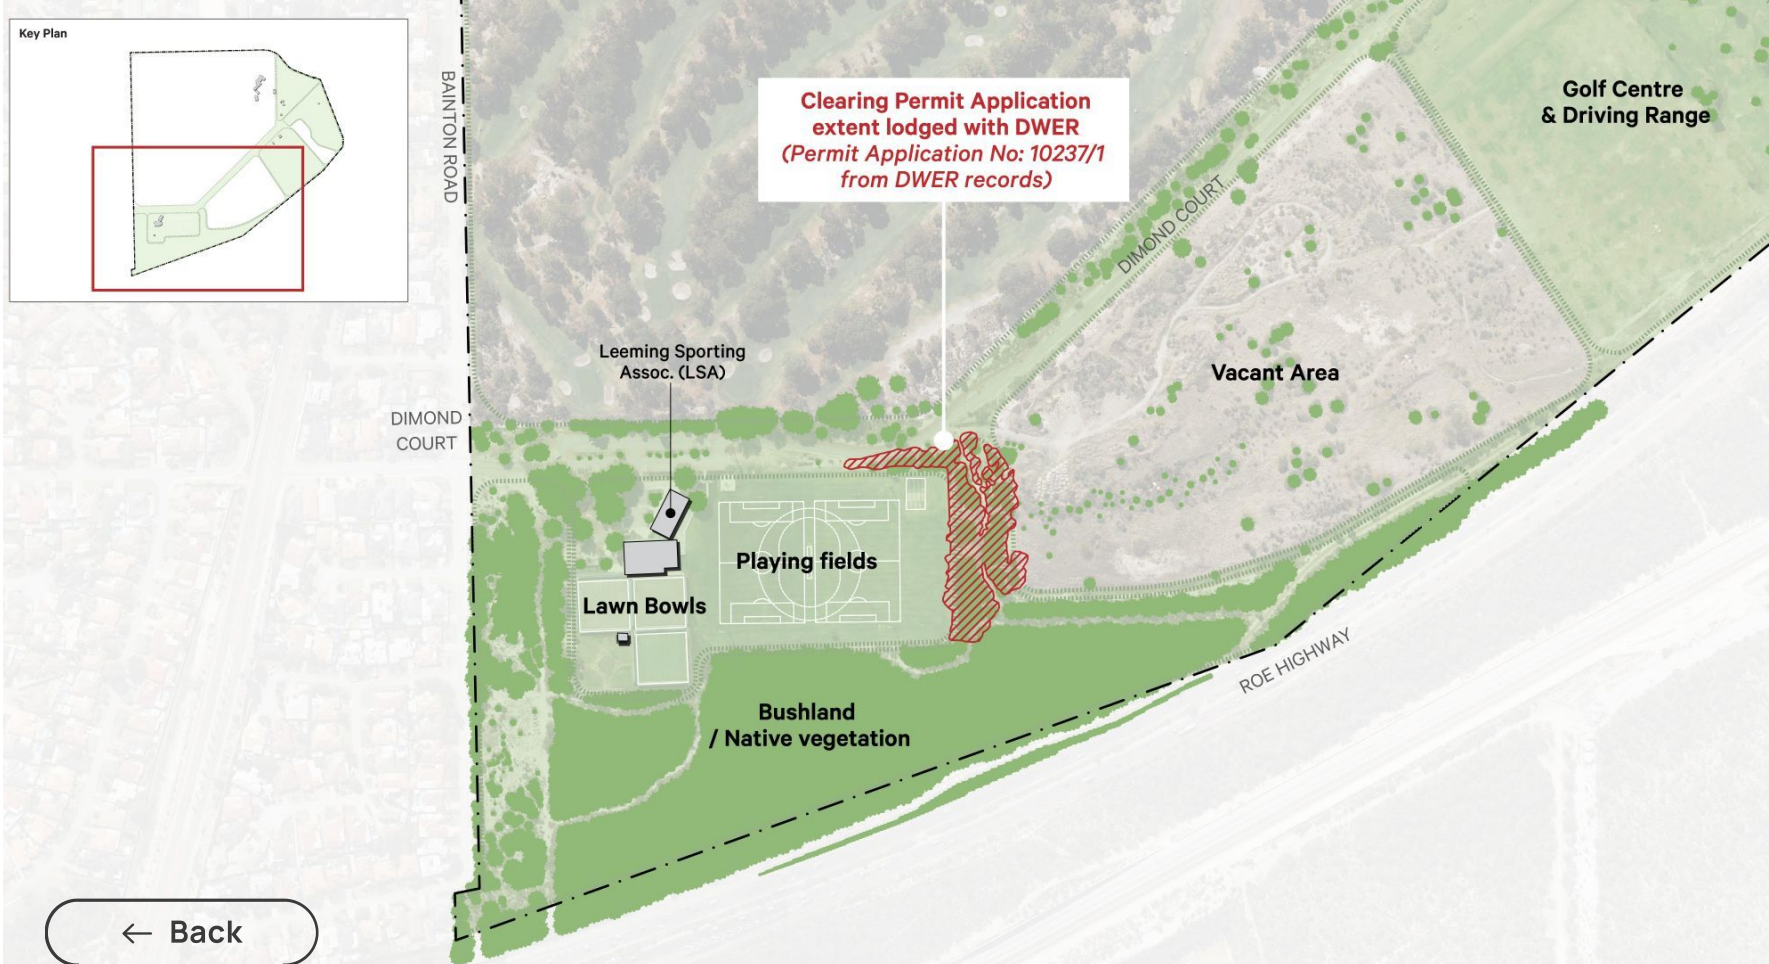 Key Plan
BAINTON ROAD
Clearing Permit Application
extent lodged with DWER
(Permit Application No: 10237/1
from DWER records)
Golf Centre
& Driving Range
DIMOND COURT
Leeming Sporting
Assoc. (LSA)
Vacant Area
DIMOND
COURT
Playing fields
Lawn Bowls
ROE HIGHWAY
Bushland
/ Native vegetation
← Back